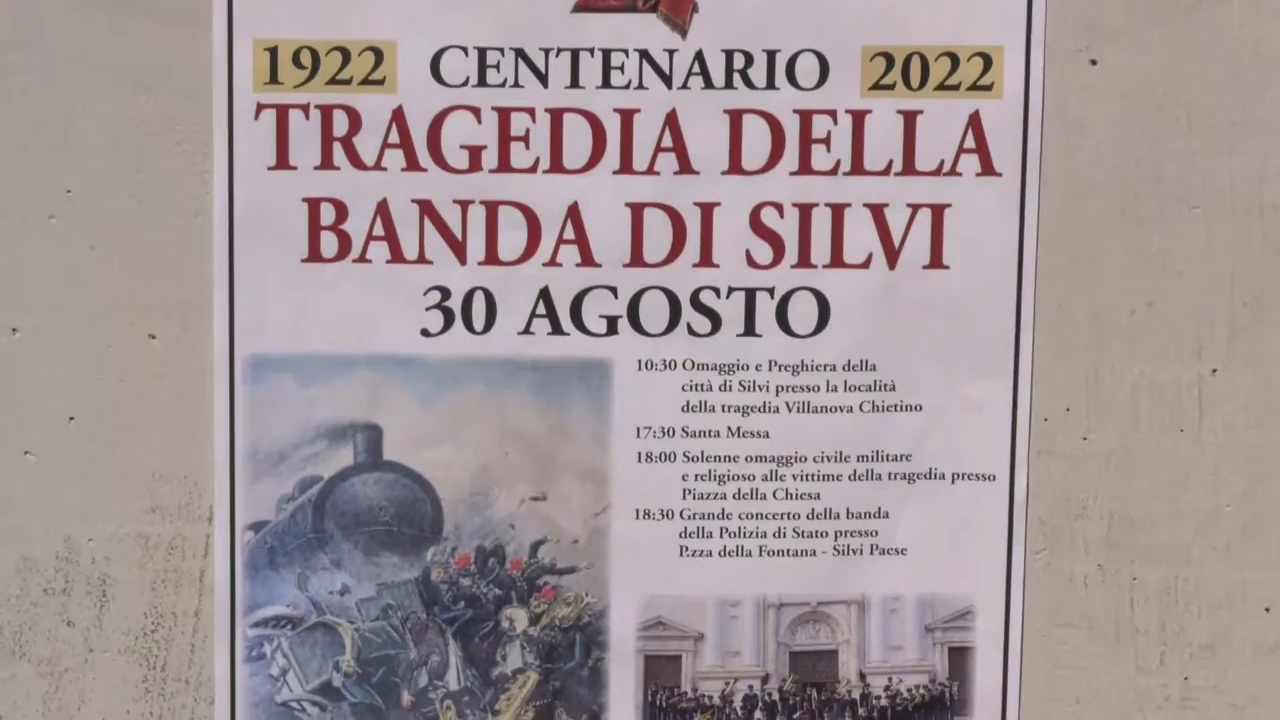 1922 CENTENARIO 2022
TRAGEDIA DELLA
BANDA DI SILVI
30 AGOSTO
10:30 Omaggio e Preghiera della
città di Silvi presso la località
della tragedia Villanova Chietino
17:30 Santa Messa
18:00 Solenne omaggio civile militare
e religioso alle vittime della tragedia presso
Piazza della Chiesa
18:30 Grande concerto della banda
della Polizia di Stato presso
P.zza della Fontana - Silvi Paese